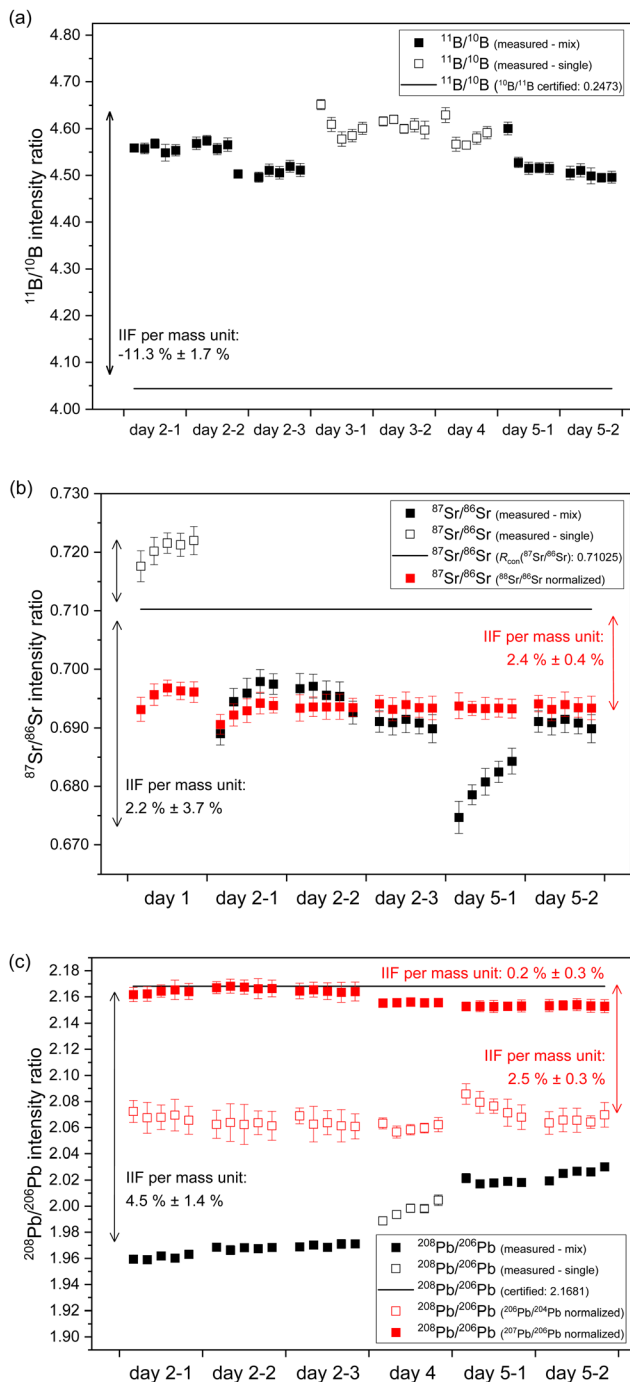 (a)
¹¹B/¹⁰B intensity ratio
4.80
4.70
4.60
4.50
4.40
4.30
4.20
4.10
4.00
¹¹B/¹⁰B (measured - mix)
¹¹B/¹⁰B (measured - single)
¹¹B/¹⁰B (¹⁰B/¹¹B certified: 0.2473)
IIF per mass unit:
-11.3 % ± 1.7 %
day 2-1 day 2-2 day 2-3 day 3-1 day 3-2 day 4 day 5-1 day 5-2
(b)
⁸⁷Sr/⁸⁶Sr intensity ratio
0.730
0.720
0.710
0.700
0.690
0.680
0.670
⁸⁷Sr/⁸⁶Sr (measured - mix)
⁸⁷Sr/⁸⁶Sr (measured - single)
⁸⁷Sr/⁸⁶Sr (Rcon(⁸⁷Sr/⁸⁶Sr): 0.71025)
⁸⁷Sr/⁸⁶Sr (⁸⁸Sr/⁸⁶Sr normalized)
IIF per mass unit:
2.4 % ± 0.4 %
IIF per mass unit:
2.2 % ± 3.7 %
day 1 day 2-1 day 2-2 day 2-3 day 5-1 day 5-2
(c)
²⁰⁸Pb/²⁰⁶Pb intensity ratio
2.18
2.16
2.14
2.12
2.10
2.08
2.06
2.04
2.02
2.00
1.98
1.96
1.94
1.92
1.90
IIF per mass unit: 0.2 % ± 0.3 %
IIF per mass unit:
2.5 % ± 0.3 %
IIF per mass unit:
4.5 % ± 1.4 %
²⁰⁸Pb/²⁰⁶Pb (measured - mix)
²⁰⁸Pb/²⁰⁶Pb (measured - single)
²⁰⁸Pb/²⁰⁶Pb (certified: 2.1681)
²⁰⁸Pb/²⁰⁶Pb (²⁰⁶Pb/²⁰⁴Pb normalized)
²⁰⁸Pb/²⁰⁶Pb (²⁰⁷Pb/²⁰⁶Pb normalized)
day 2-1 day 2-2 day 2-3 day 4 day 5-1 day 5-2